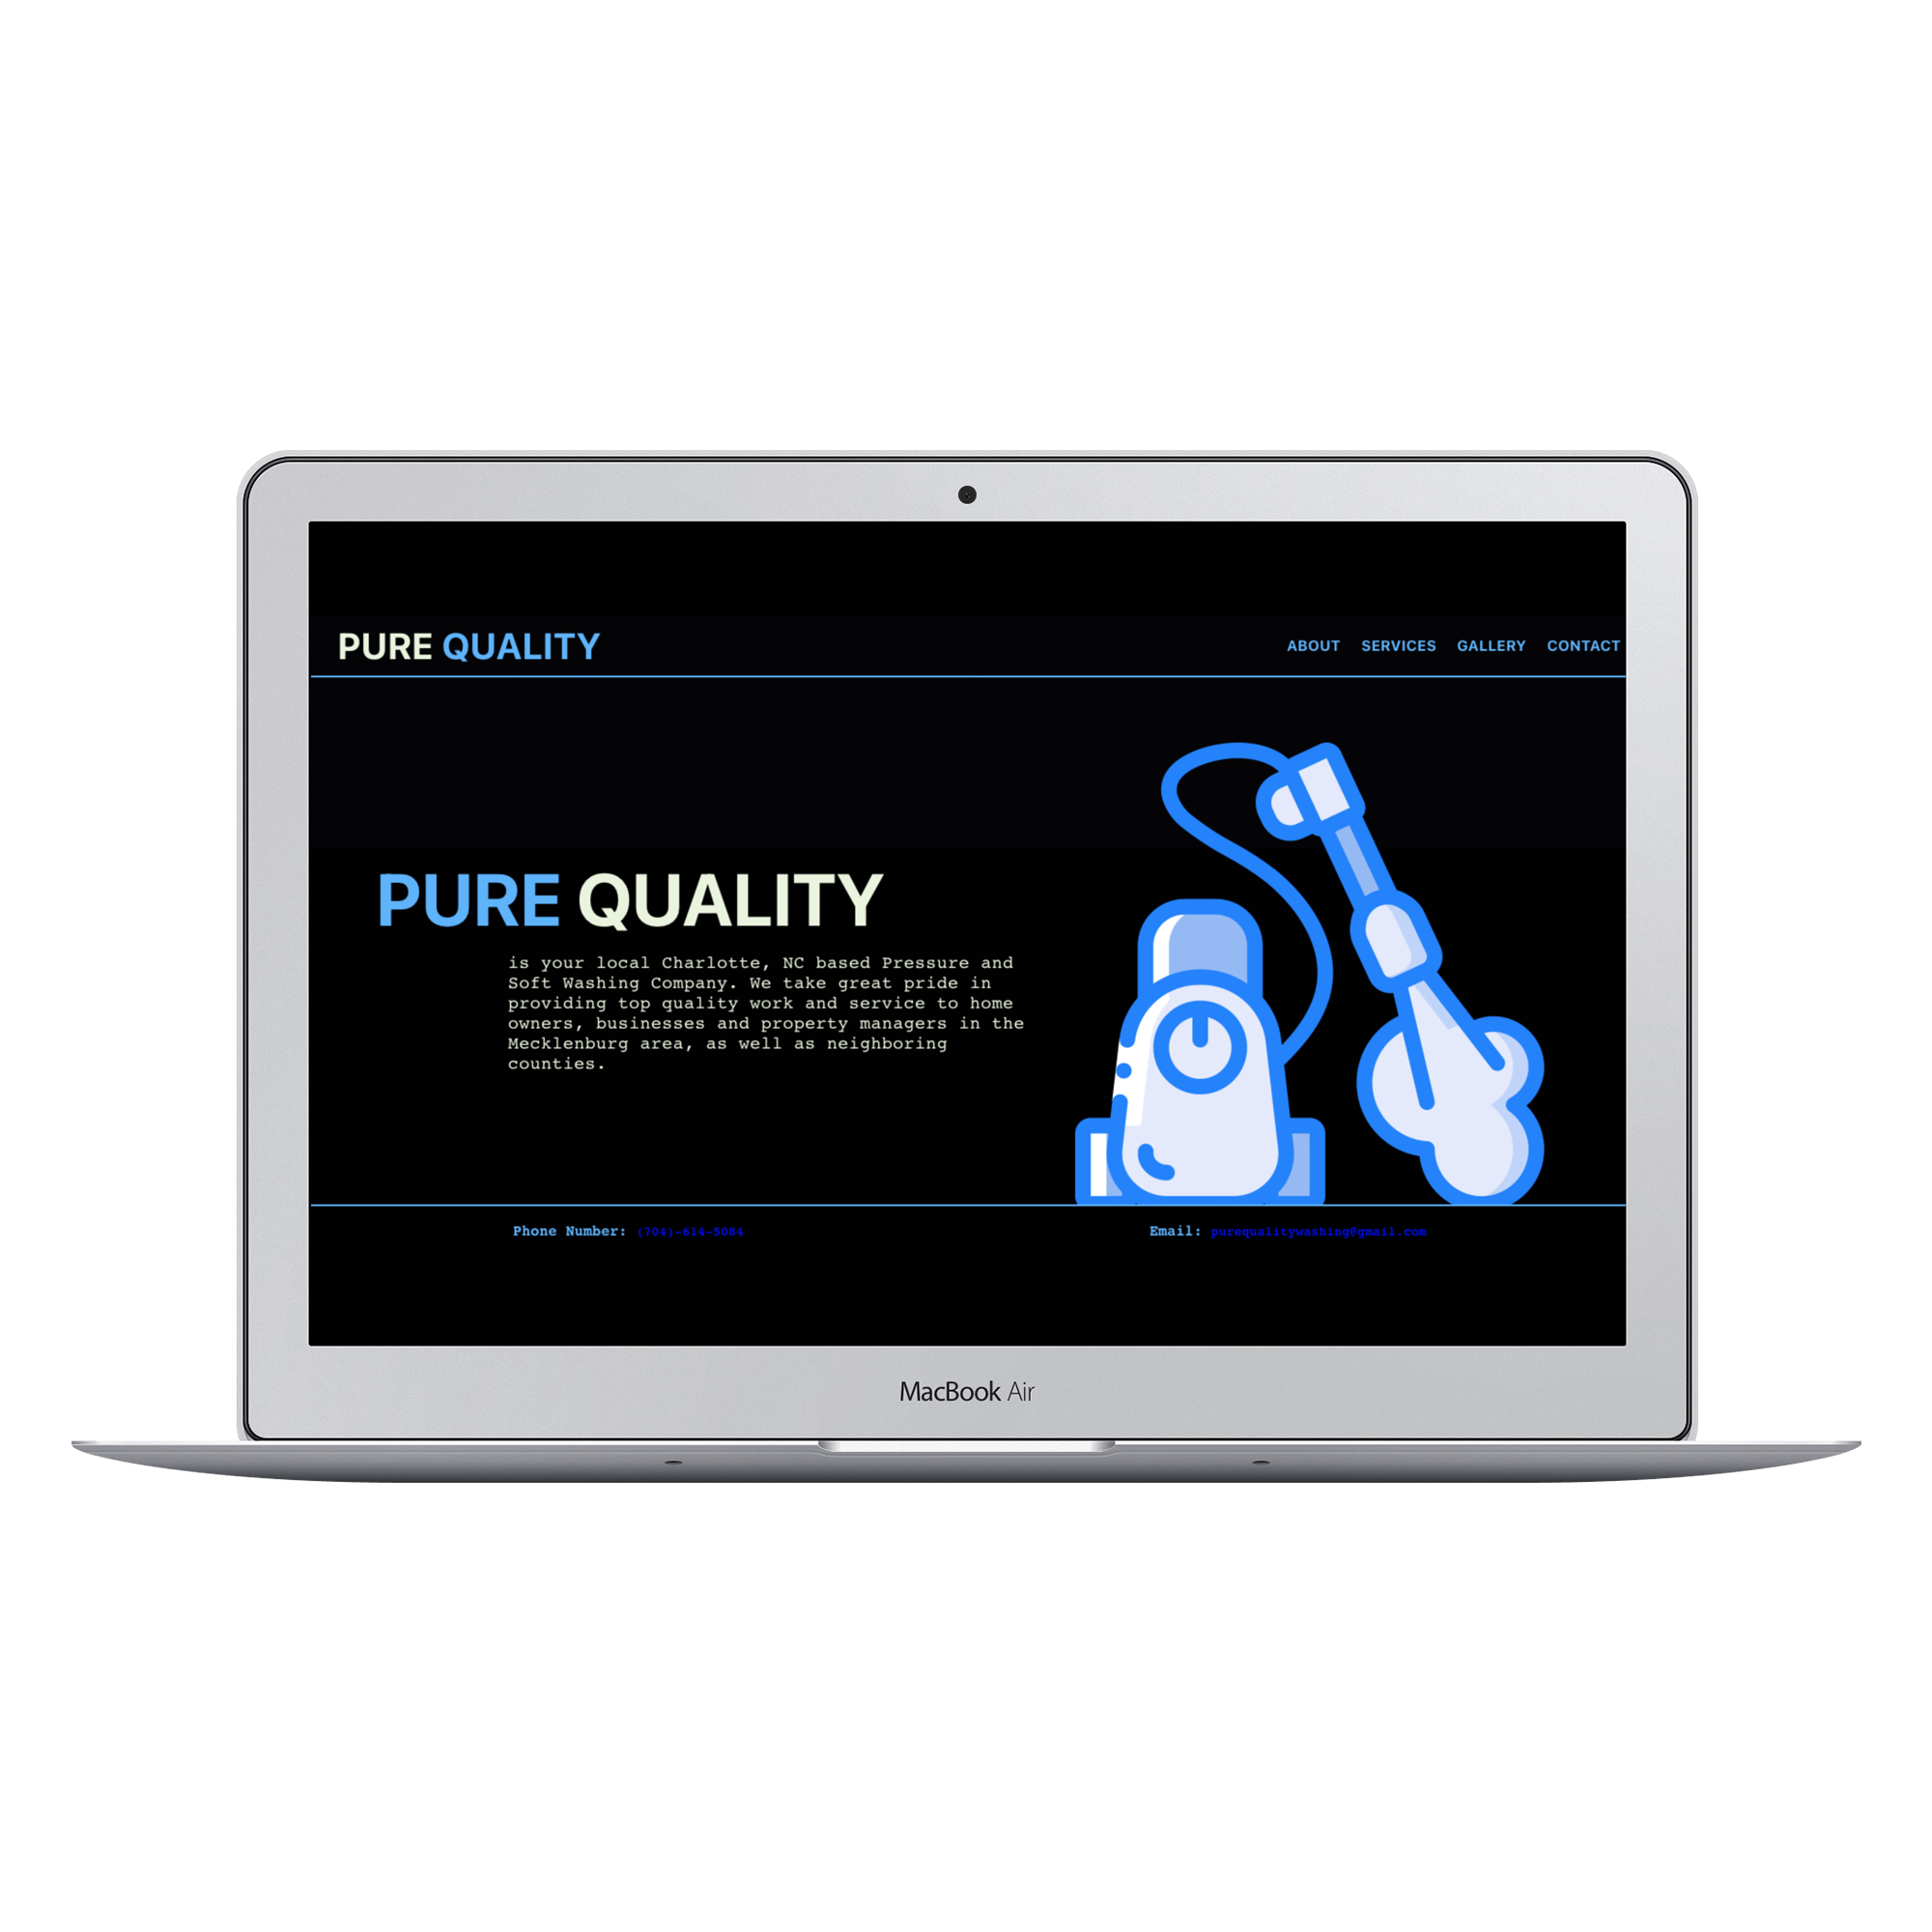 PURE QUALITY
ABOUT SERVICES GALLERY CONTACT
PURE QUALITY
is your local Charlotte, NC based Pressure and
Soft Washing Company. We take great pride in
providing top quality work and service to home
owners, businesses and property managers in the
Mecklenburg area, as well as neighboring
counties.
Phone Number: (704)-614-5084
Email: purequalitywashing@gmail.com
MacBook Air